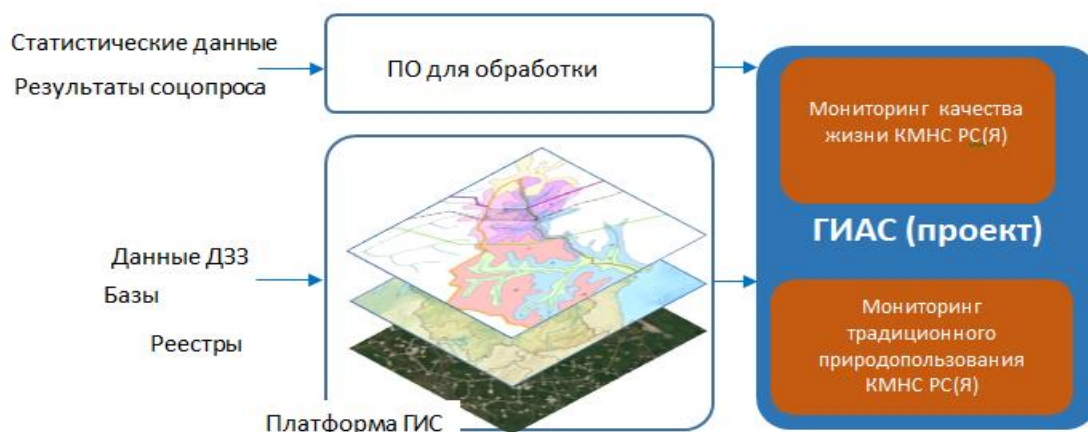 Статистические данные
Результаты соцопроса
ПО для обработки
Мониторинг качества
жизни КМНС РС(Я)
ГИАС (проект)
Данные ДЗЗ
Базы
Реестры
Платформа ГИС
Мониторинг
традиционного
природопользования
КМНС РС(Я)